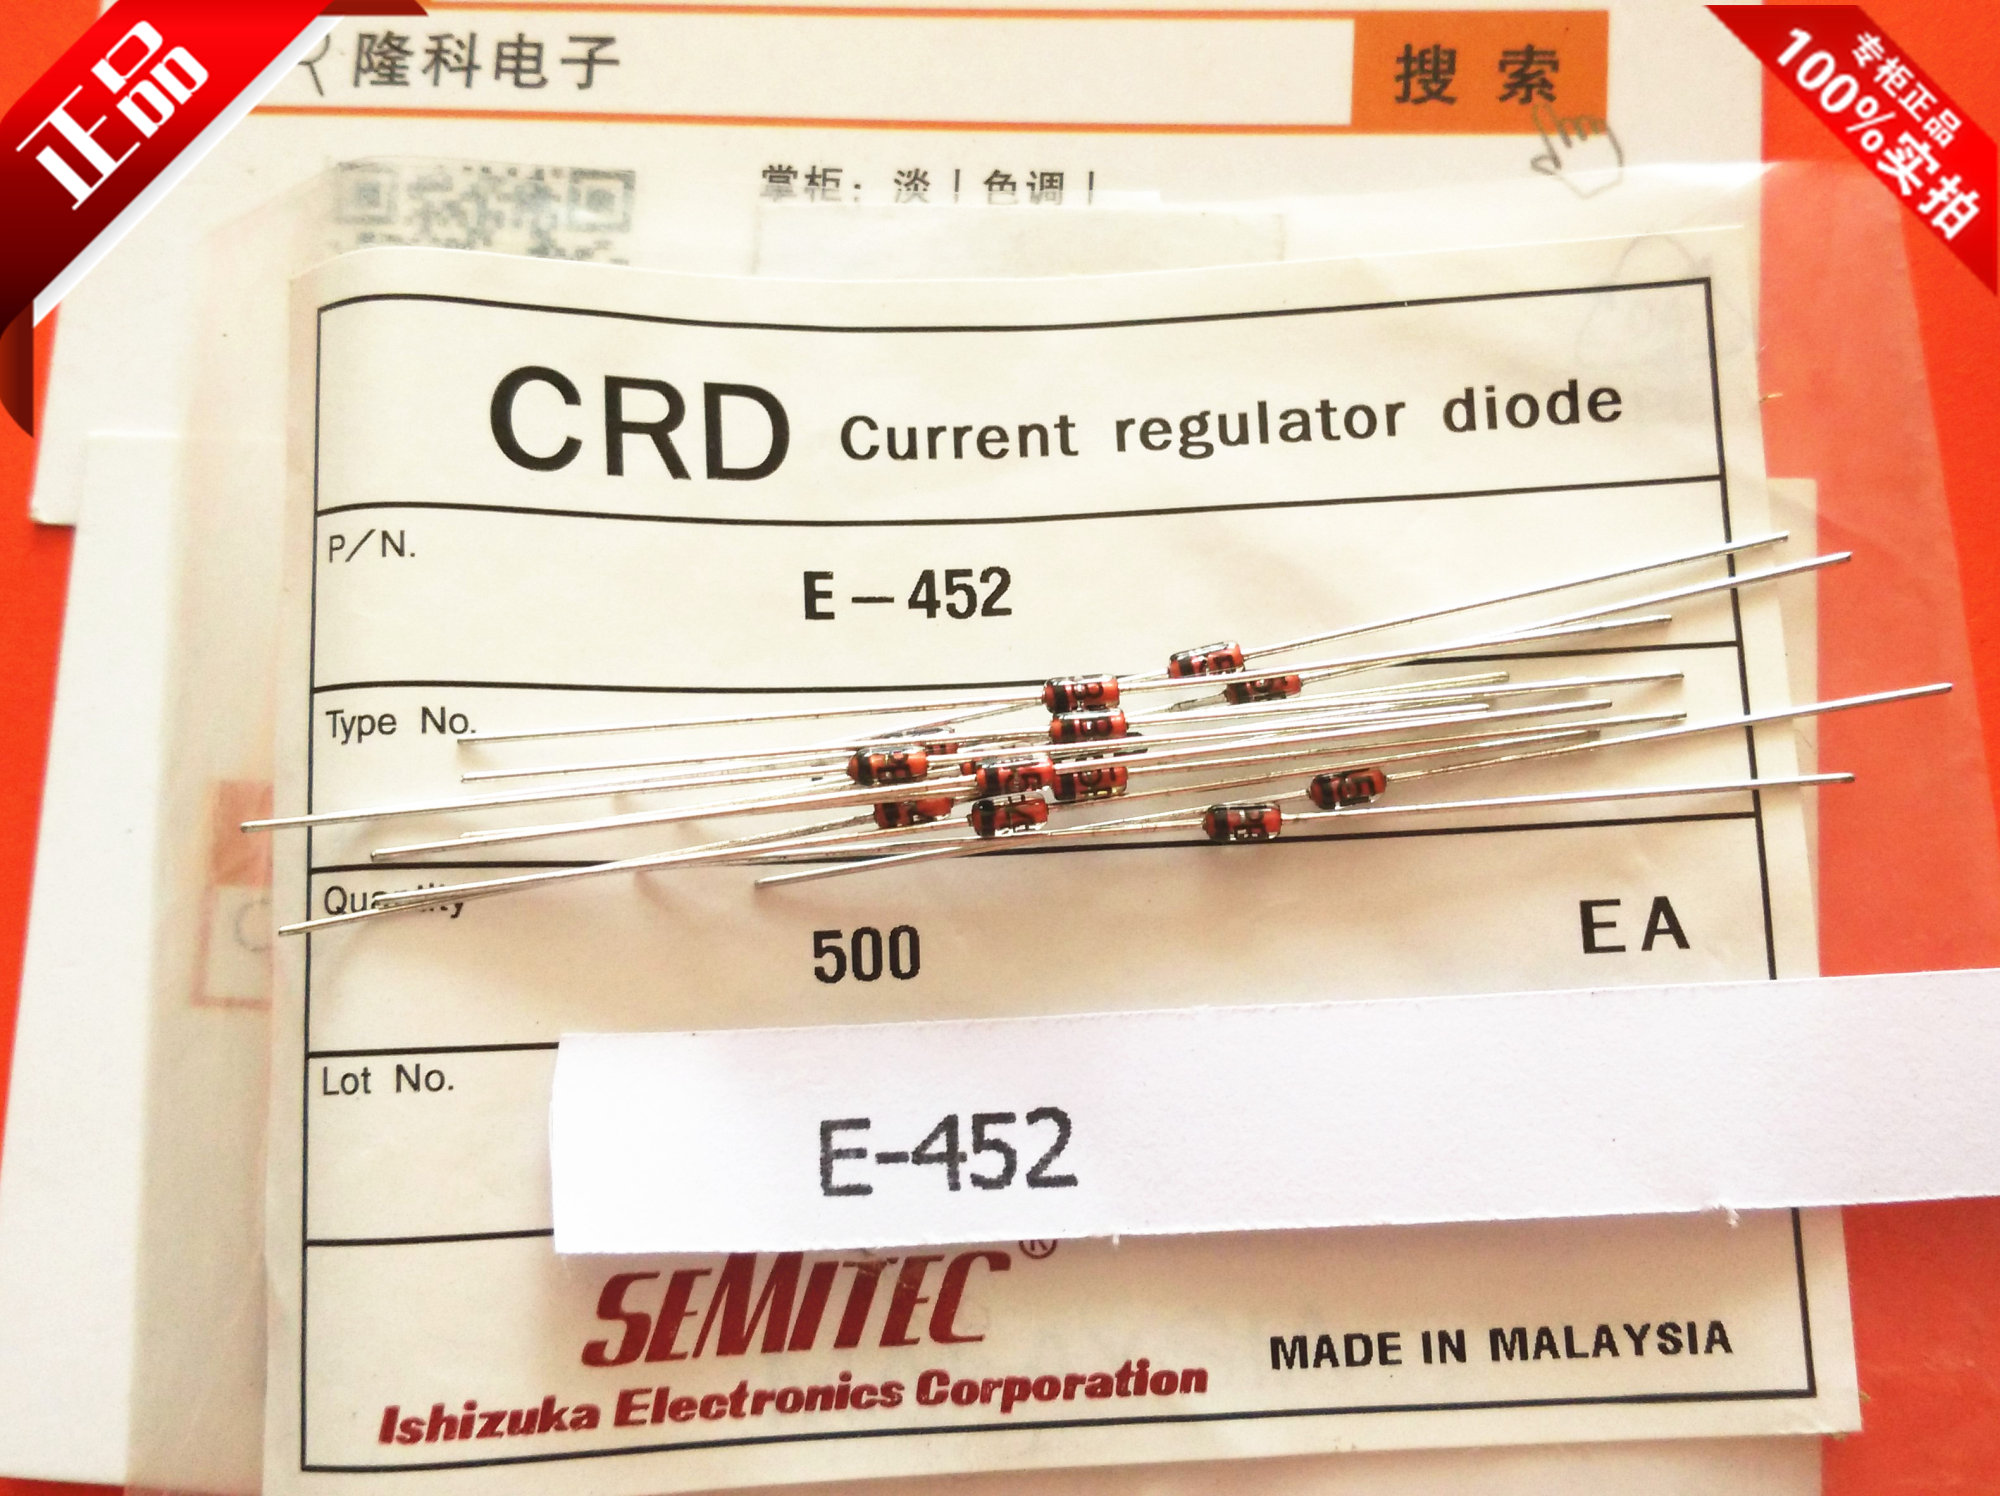 正品
隆科电子
搜索
专柜正品
100%实拍
掌柜：淡|色调|
CRD Current regulator diode
P/N.
E-452
Type No.
Quantity
500
EA
Lot No.
E-452
SEMITEC®
Ishizuka Electronics Corporation
MADE IN MALAYSIA